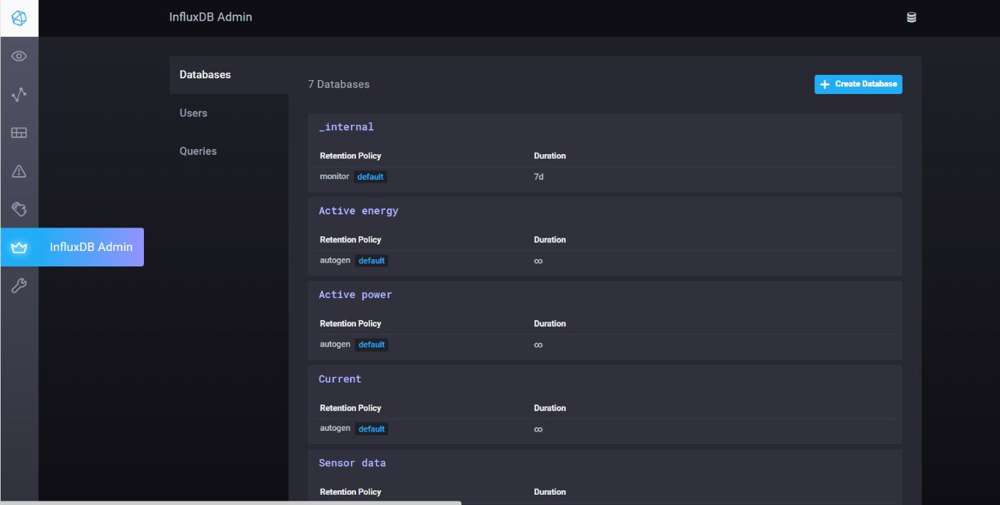 InfluxDB Admin
Databases
Users
Queries
InfluxDB Admin
7 Databases
Create Database
_internal
Retention Policy Duration
monitor default 7d
Active energy
Retention Policy Duration
autogen default ∞
Active power
Retention Policy Duration
autogen default ∞
Current
Retention Policy Duration
autogen default ∞
Sensor data
Retention Policy Duration